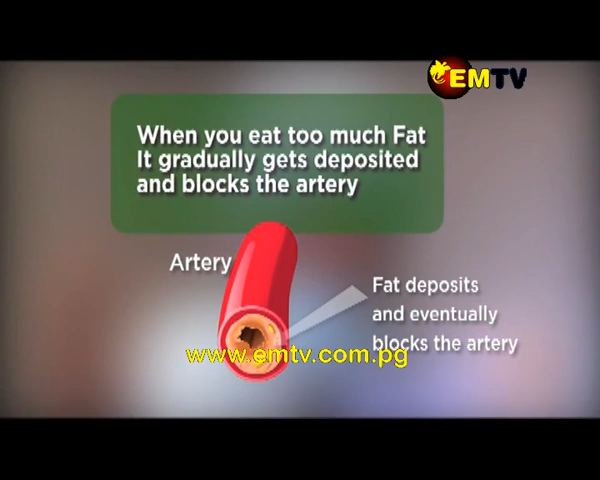 EMTV
When you eat too much Fat
It gradually gets deposited
and blocks the artery
Artery
Fat deposits
and eventually
blocks the artery
www.emtv.com.pg